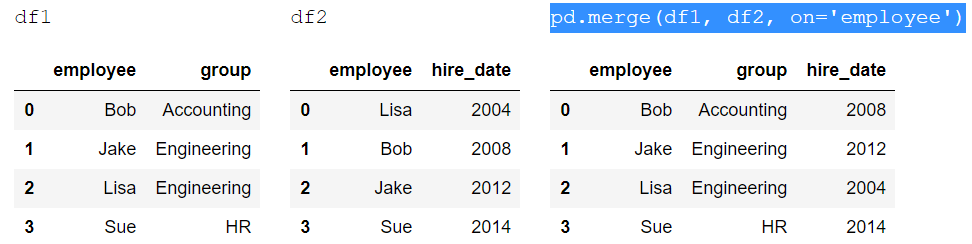 df1 df2 pd.merge(df1, df2, on='employee')
employee group employee hire_date employee group hire_date
0 Bob Accounting 0 Lisa 2004 0 Bob Accounting 2008
1 Jake Engineering 1 Bob 2008 1 Jake Engineering 2012
2 Lisa Engineering 2 Jake 2012 2 Lisa Engineering 2004
3 Sue HR 3 Sue 2014 3 Sue HR 2014